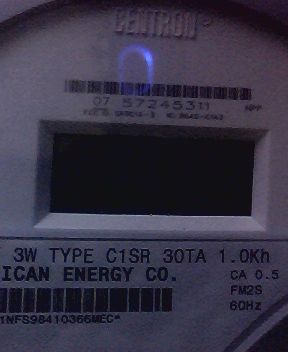 CENTRON
07 57245311
3W TYPE C1SR 30TA 1.0Kh
ICAN ENERGY CO.
CA 0.5
FM2S
60Hz
1NFS98410366MEC*